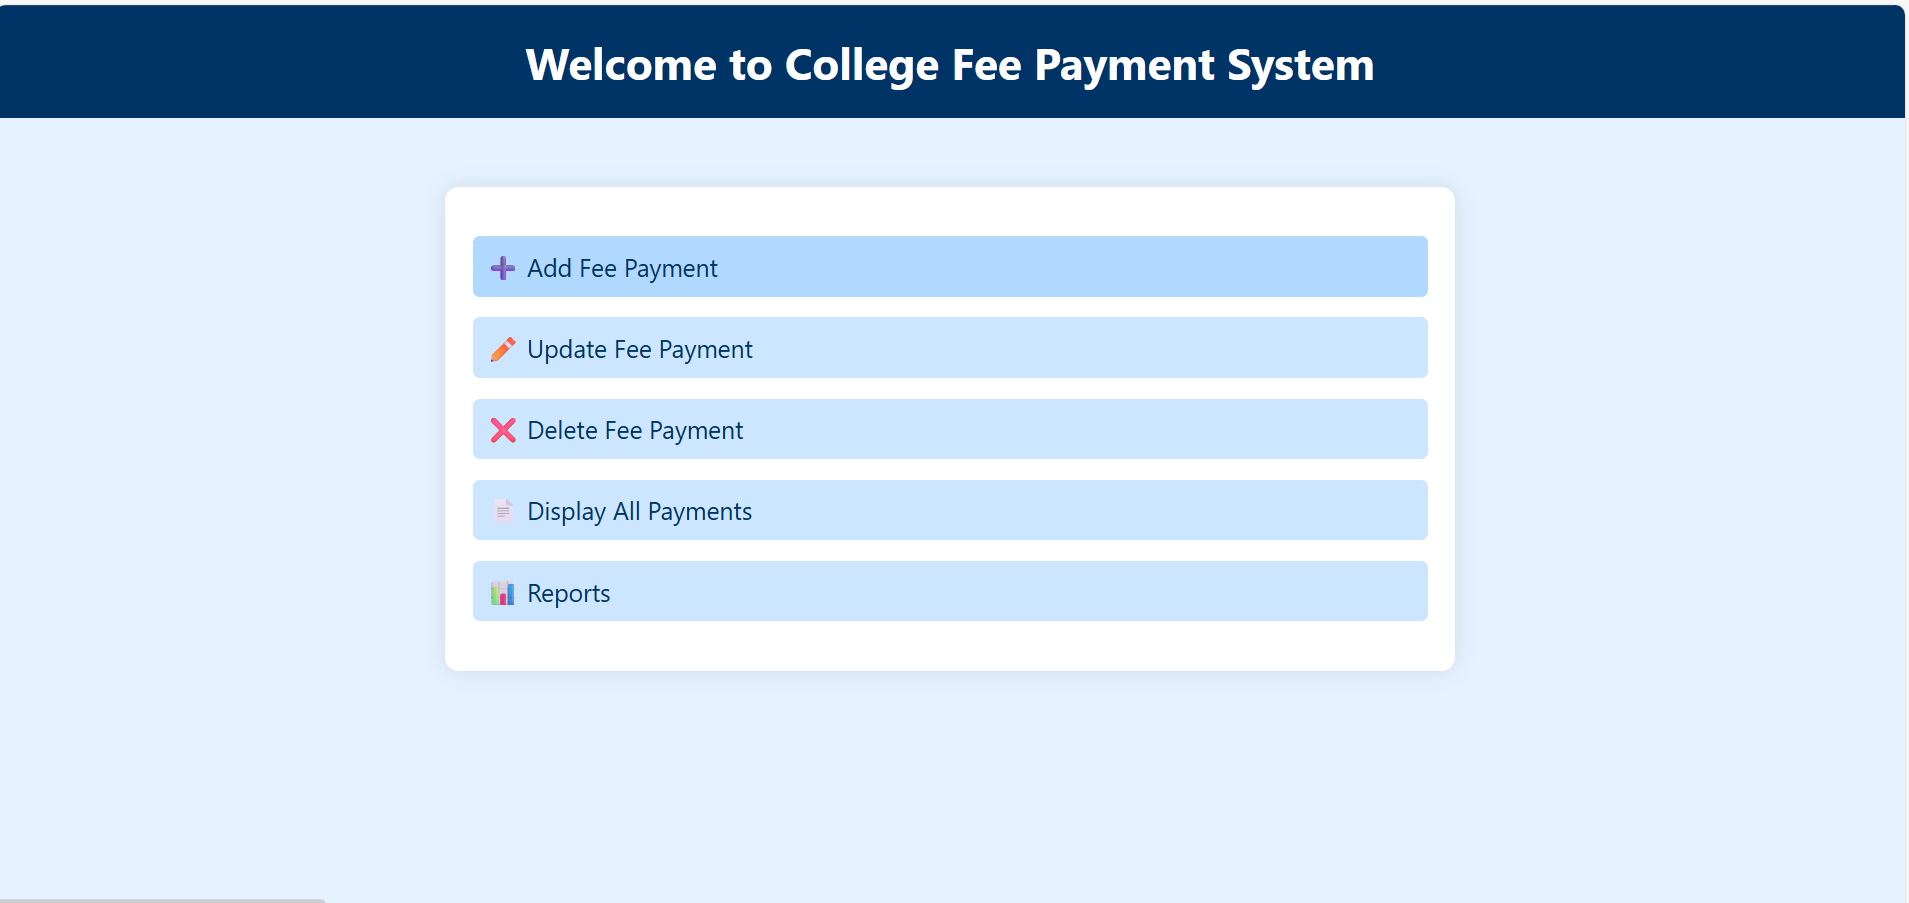 Welcome to College Fee Payment System
Add Fee Payment
Update Fee Payment
Delete Fee Payment
Display All Payments
Reports